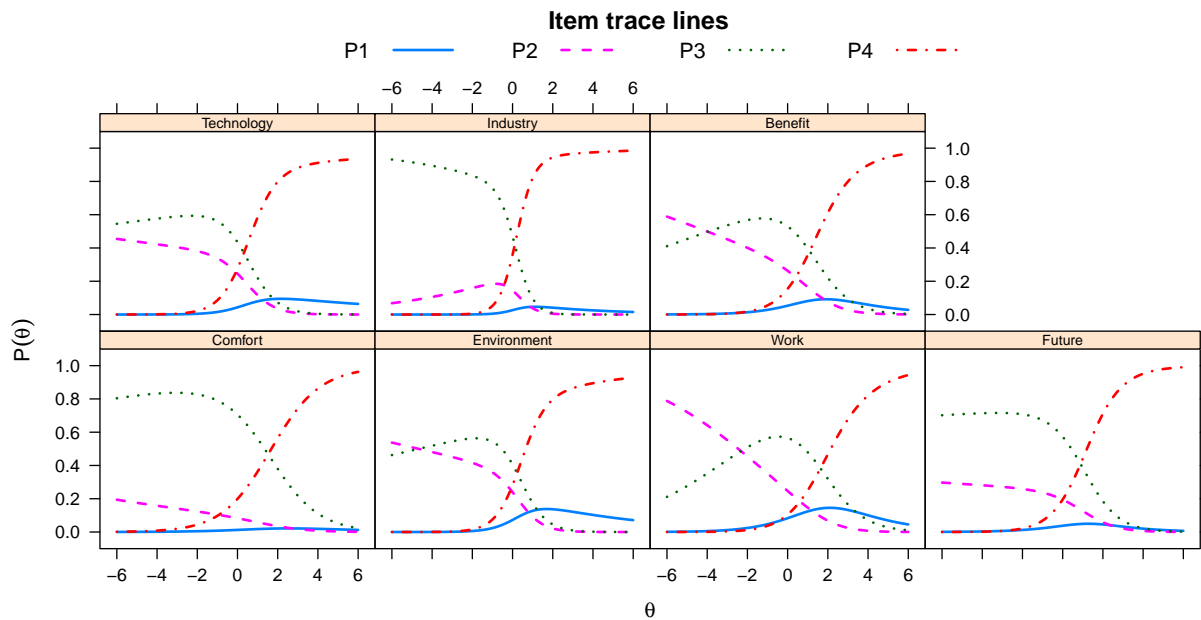 Item trace lines
P1 P2 P3 P4
−6 −4 −2 0 2 4 6
Technology Industry Benefit
1.0
0.8
0.6
0.4
0.2
0.0
P(θ)
Comfort Environment Work Future
1.0
0.8
0.6
0.4
0.2
0.0
−6 −4 −2 0 2 4 6 −6 −4 −2 0 2 4 6
θ